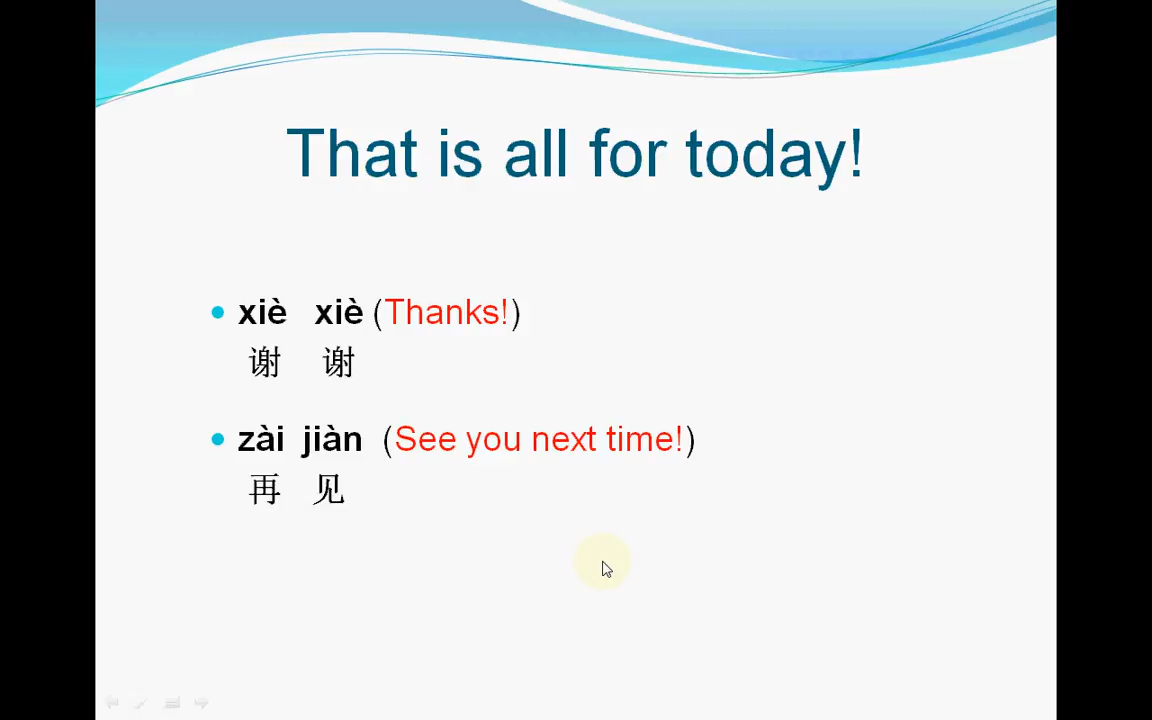 That is all for today!
xiè xiè (Thanks!)
谢 谢
zài jiàn (See you next time!)
再 见